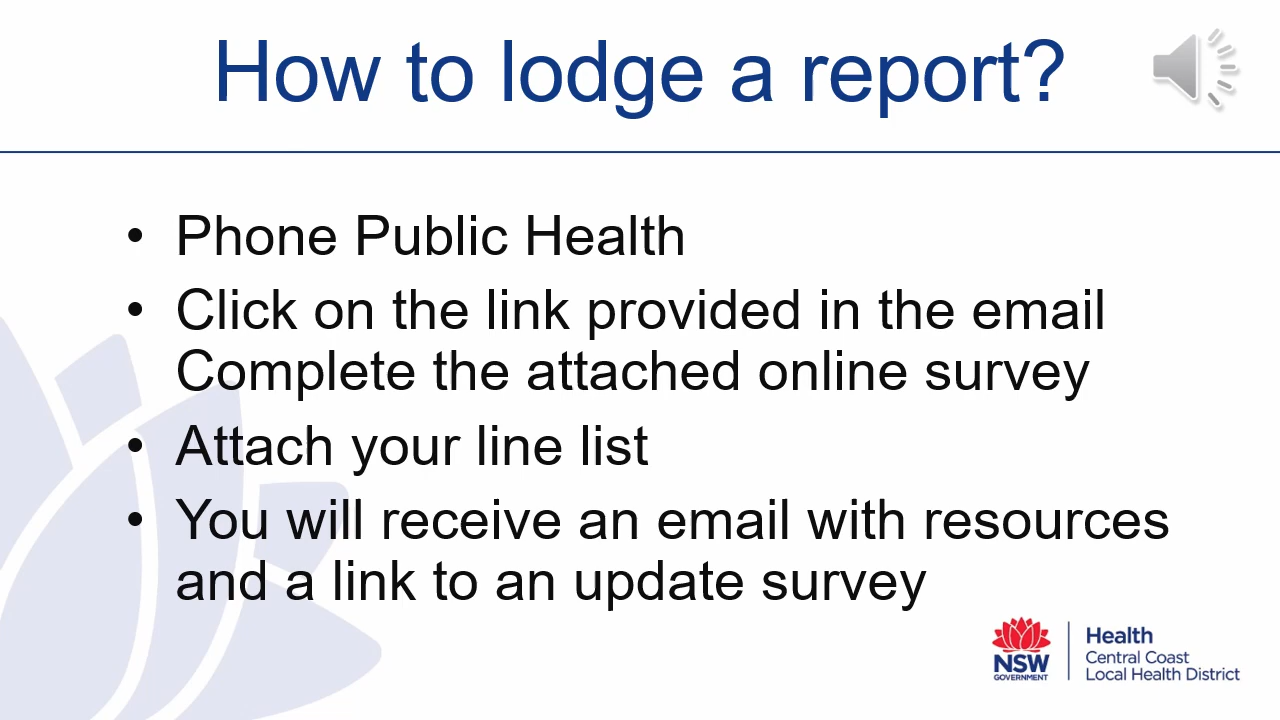 How to lodge a report?
• Phone Public Health
• Click on the link provided in the email
Complete the attached online survey
• Attach your line list
• You will receive an email with resources
and a link to an update survey
NSW
GOVERNMENT
Health
Central Coast
Local Health District